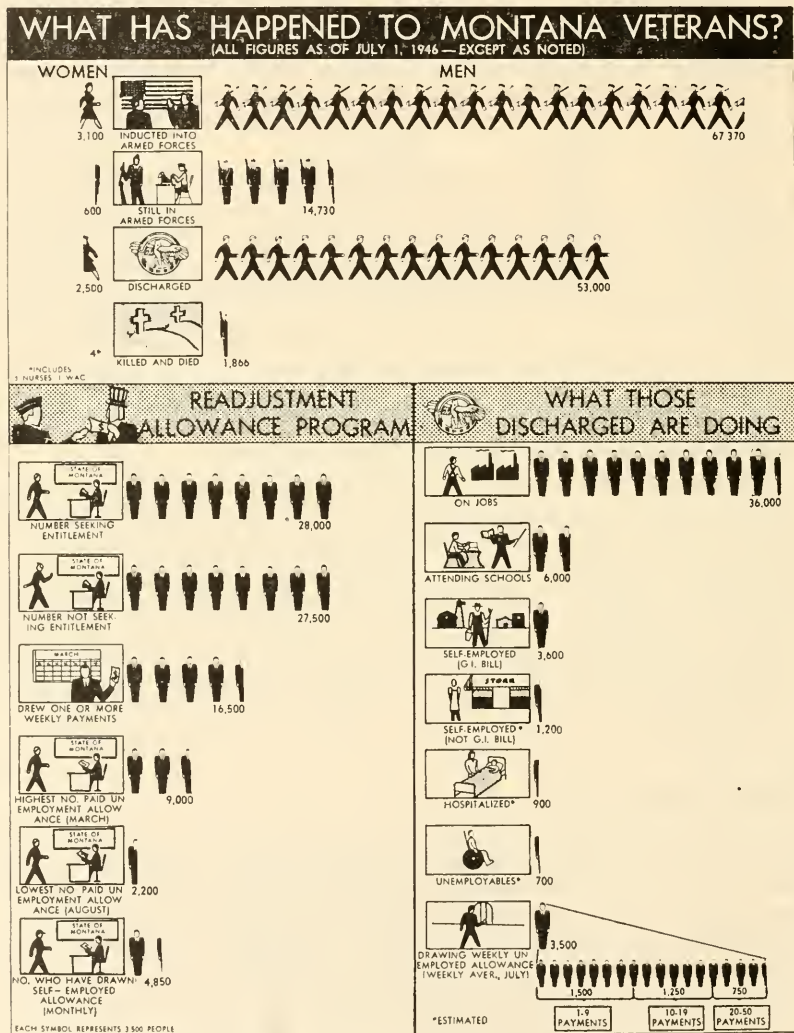 WHAT HAS HAPPENED TO MONTANA VETERANS?
(ALL FIGURES AS OF JULY 1, 1946 — EXCEPT AS NOTED)
WOMEN
MEN
3,100
INDUCTED INTO
ARMED FORCES
67 370
600
STILL IN
ARMED FORCES
14,730
2,500
DISCHARGED
53,000
4*
KILLED AND DIED
1,866
*INCLUDES
3 NURSES 1 WAC
READJUSTMENT
ALLOWANCE PROGRAM
STATE OF
MONTANA
NUMBER SEEKING
ENTITLEMENT
28,000
STATE OF
MONTANA
NUMBER NOT SEEK-
ING ENTITLEMENT
27,500
MARCH
DREW ONE OR MORE
WEEKLY PAYMENTS
16,500
STATE OF
MONTANA
HIGHEST NO. PAID UN
EMPLOYMENT ALLOW
ANCE (MARCH)
9,000
STATE OF
MONTANA
LOWEST NO. PAID UN
EMPLOYMENT ALLOW
ANCE (AUGUST)
2,200
STATE OF
MONTANA
NO. WHO HAVE DRAWN
SELF- EMPLOYED
ALLOWANCE
(MONTHLY)
4,850
EACH SYMBOL REPRESENTS 3 500 PEOPLE
WHAT THOSE
DISCHARGED ARE DOING
ON JOBS
36,000
ATTENDING SCHOOLS
6,000
SELF-EMPLOYED
(G.I. BILL)
3,600
STORE
SELF-EMPLOYED*
(NOT G.I. BILL)
1,200
HOSPITALIZED*
900
UNEMPLOYABLES*
700
DRAWING WEEKLY UN
EMPLOYED ALLOWANCE
(WEEKLY AVER., JULY)
3,500
1,500
1,250
750
1-9
PAYMENTS
10-19
PAYMENTS
20-50
PAYMENTS
*ESTIMATED